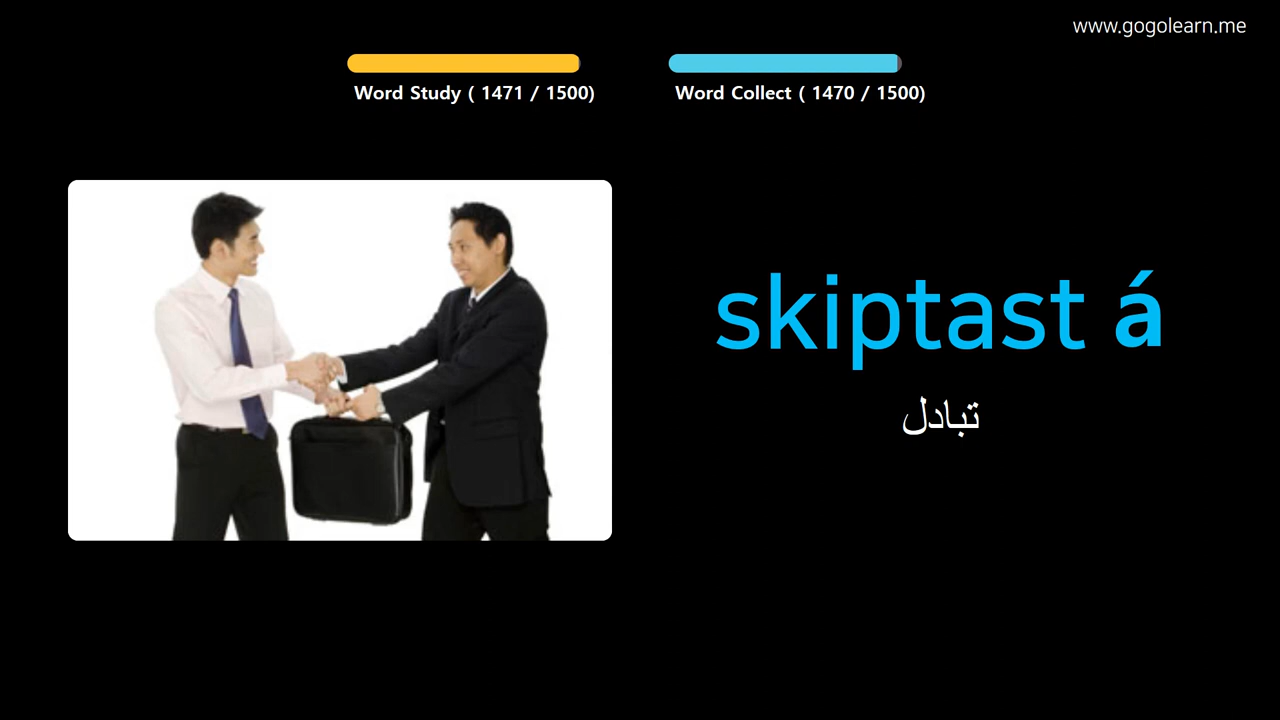 www.gogolearn.me
Word Study ( 1471 / 1500)
Word Collect ( 1470 / 1500)
skiptast á
تبادل